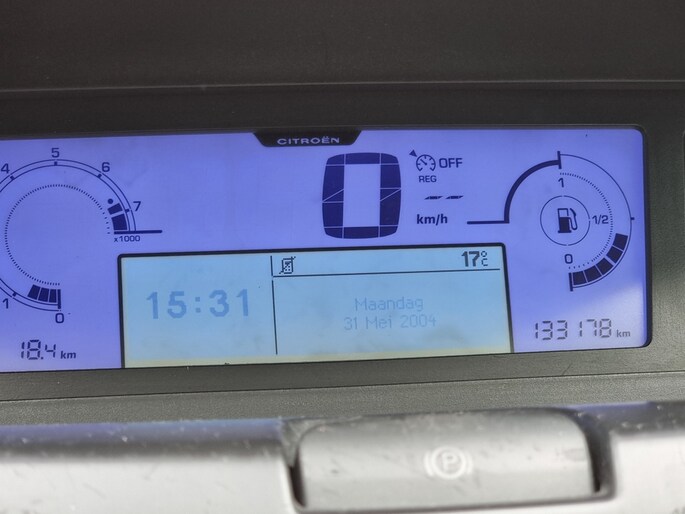 CITROËN
4 5 6 7
x1000
1 0
0
km/h
OFF
REG
--
1
1/2
0
17°C
15:31
Maandag
31 Mei 2004
18.4 km
133178 km
P